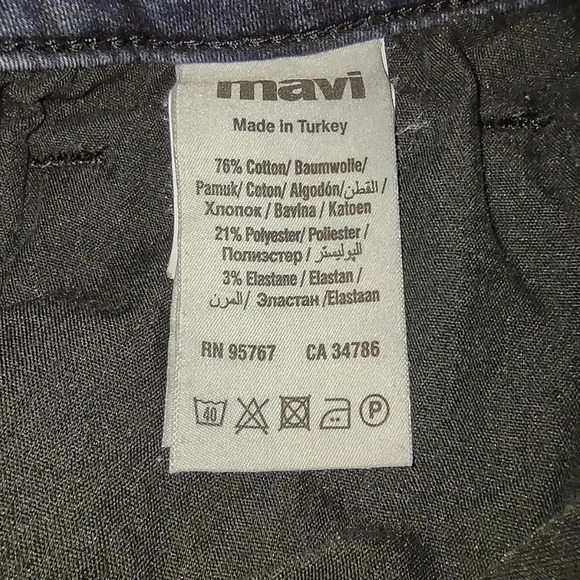 mavi
Made in Turkey
76% Cotton/ Baumwolle/
Pamuk/ Coton/ Algodón/القطن /
Хлопок / Bavlna / Katoen
21% Polyester/ Poliester /
Полиэстер / البوليستر
3% Elastane / Elastan /
المرن/ Эластан /Elastaan
RN 95767 CA 34786
40 P